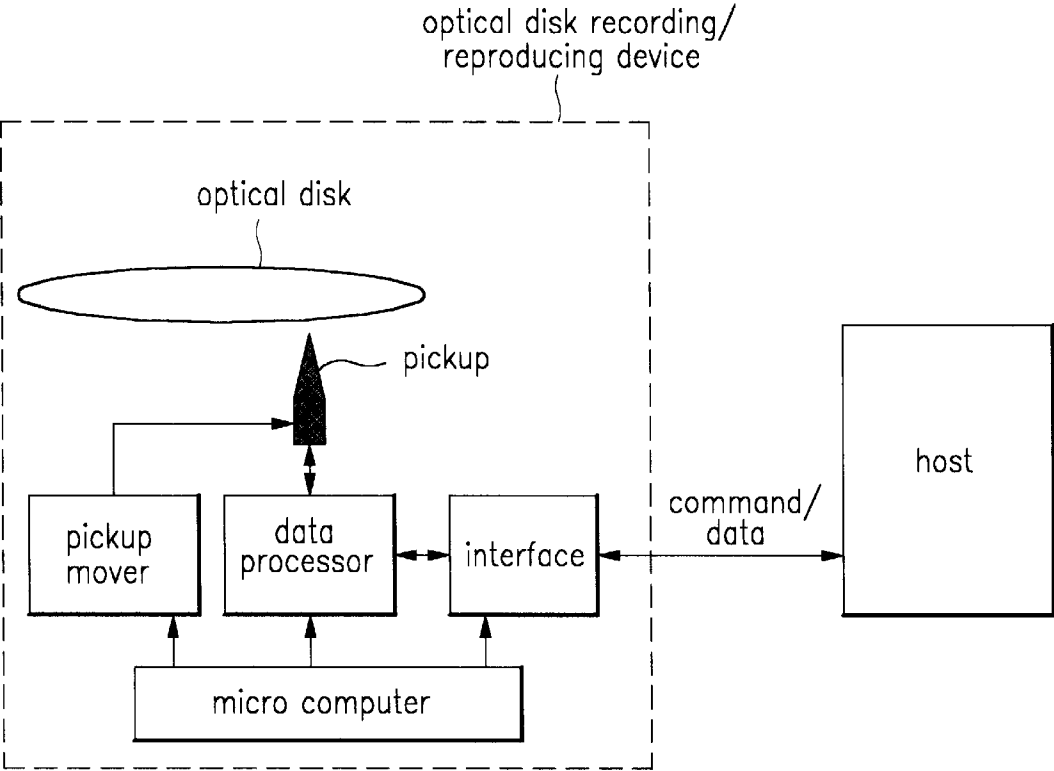 optical disk recording/
reproducing device
optical disk
pickup
host
command/
data
pickup
mover
data
processor
interface
micro computer